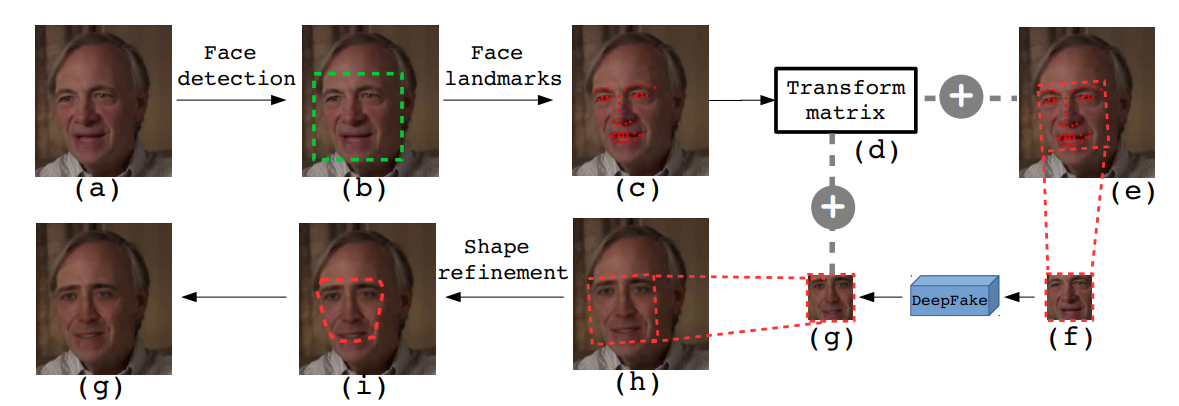 Face
detection
Face
landmarks
Transform
matrix
(a)
(b)
(c)
(d)
(e)
Shape
refinement
DeepFake
(g)
(i)
(h)
(g)
(f)